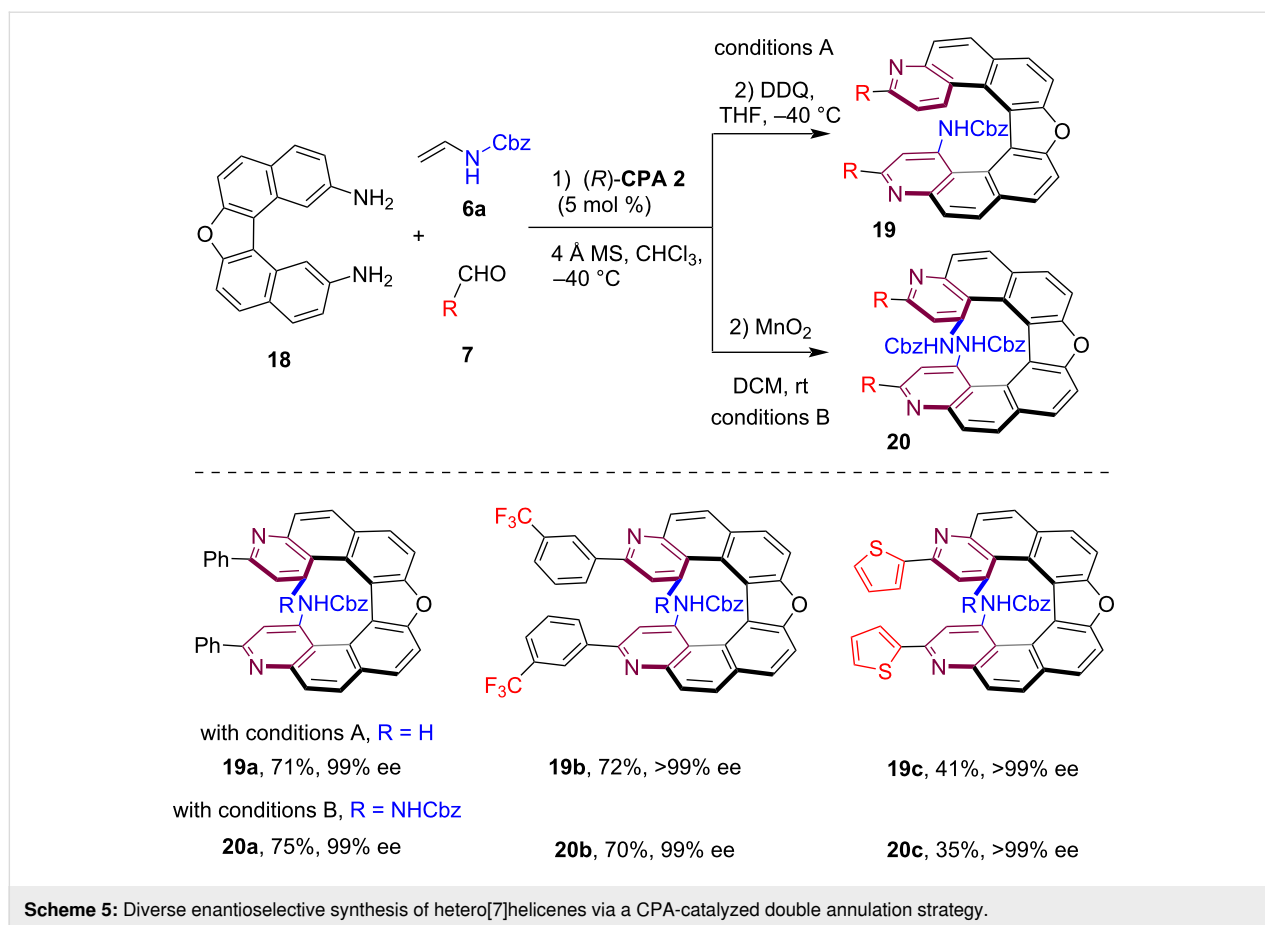 conditions A
2) DDQ,
THF, –40 °C
N
R
NHCbz
O
R
N
19
NH2
O
NH2
18
Cbz
N
H
6a
+
CHO
R
7
1) (R)-CPA 2
(5 mol %)
4 Å MS, CHCl3,
–40 °C
2) MnO2
DCM, rt
conditions B
N
R
CbzHN NHCbz
O
R
N
20
N
Ph
R NHCbz
O
Ph
N
F3C
N
R NHCbz
O
N
F3C
S
N
R NHCbz
O
N
S
with conditions A, R = H
19a, 71%, 99% ee
19b, 72%, >99% ee
19c, 41%, >99% ee
with conditions B, R = NHCbz
20a, 75%, 99% ee
20b, 70%, 99% ee
20c, 35%, >99% ee
Scheme 5: Diverse enantioselective synthesis of hetero[7]helicenes via a CPA-catalyzed double annulation strategy.